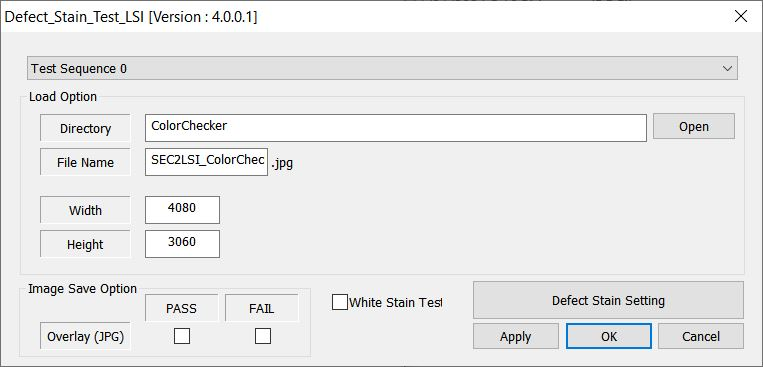 Defect_Stain_Test_LSI [Version : 4.0.0.1]
Test Sequence 0
Load Option
Directory ColorChecker Open
File Name SEC2LSI_ColorChec .jpg
Width 4080
Height 3060
Image Save Option
PASS FAIL White Stain Test Defect Stain Setting
Overlay (JPG) Apply OK Cancel